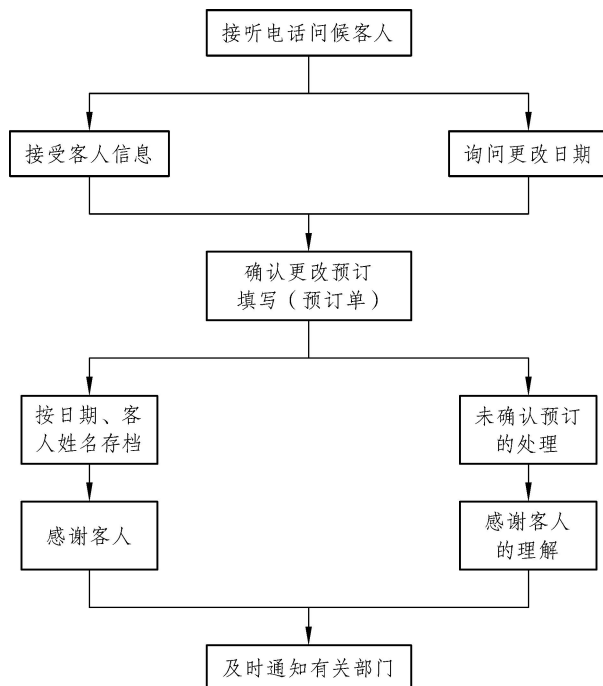 接听电话问候客人
接受客人信息
询问更改日期
确认更改预订
填写（预订单）
按日期、客
人姓名存档
未确认预订
的处理
感谢客人
感谢客人
的理解
及时通知有关部门